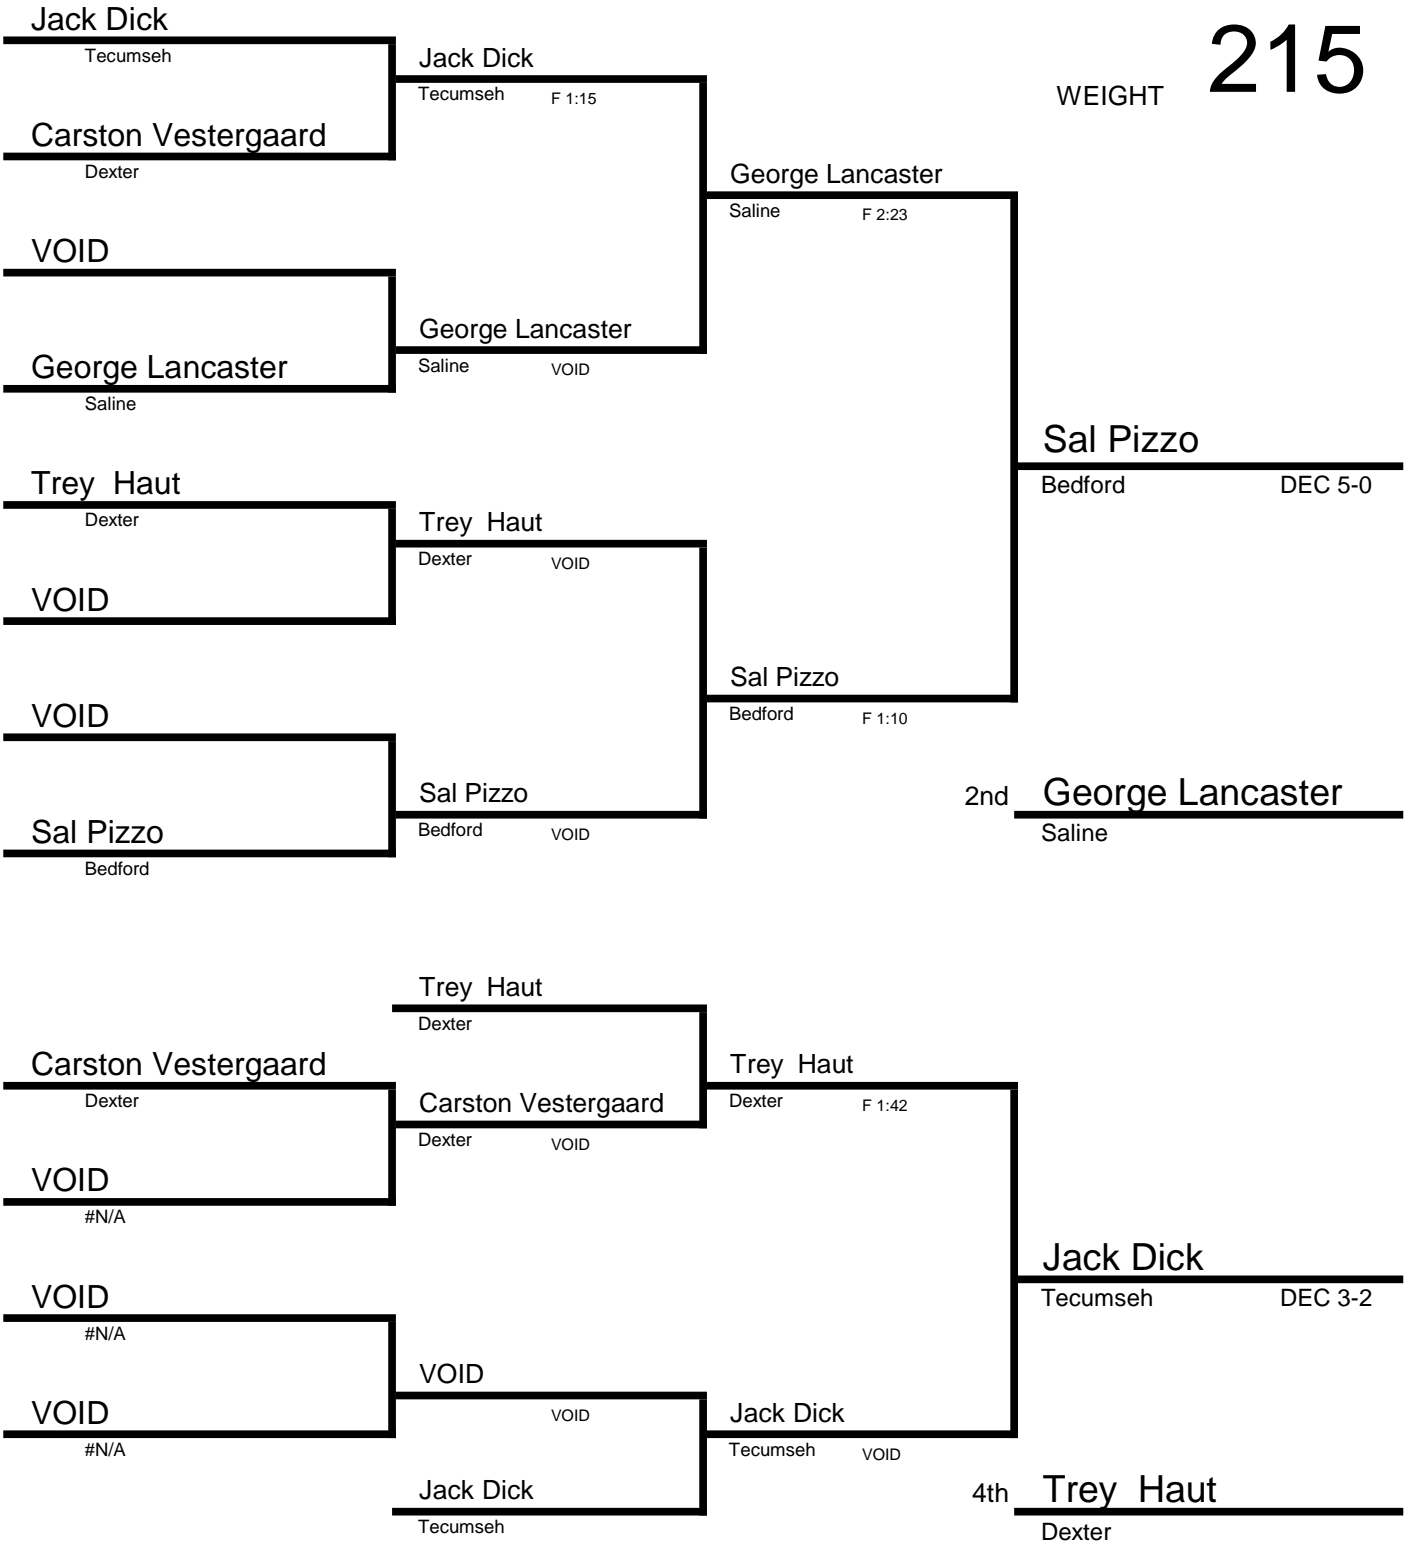 Jack Dick
Tecumseh
Jack Dick
Tecumseh F 1:15
WEIGHT 215
Carston Vestergaard
Dexter
George Lancaster
Saline F 2:23
VOID
George Lancaster
Saline VOID
George Lancaster
Saline
Sal Pizzo
Bedford DEC 5-0
Trey Haut
Dexter
Trey Haut
Dexter VOID
VOID
Sal Pizzo
Bedford F 1:10
VOID
Sal Pizzo
Bedford VOID
2nd George Lancaster
Saline
Sal Pizzo
Bedford
Trey Haut
Dexter
Carston Vestergaard
Dexter
Trey Haut
Dexter F 1:42
Carston Vestergaard
Dexter VOID
VOID
#N/A
Jack Dick
Tecumseh DEC 3-2
VOID
#N/A
VOID
VOID
VOID
#N/A
Jack Dick
Tecumseh VOID
Jack Dick
Tecumseh
4th Trey Haut
Dexter